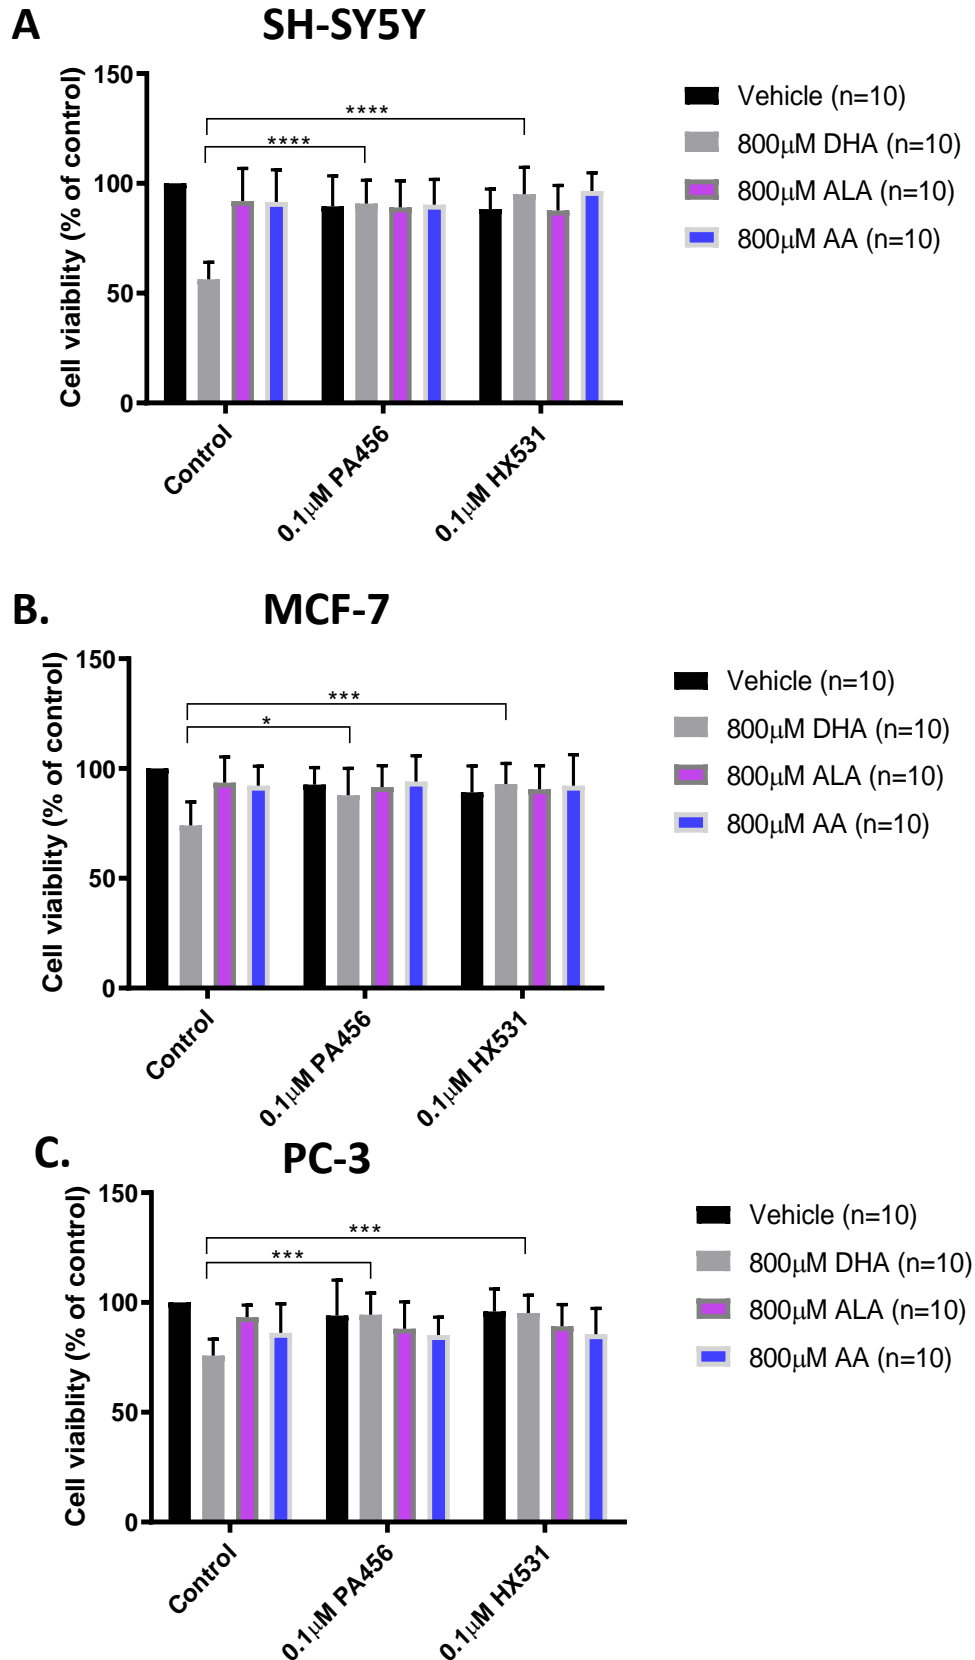 A
SH-SY5Y
Cell viaiblity (% of control)
150
100
50
0
****
****
Control
0.1μM PA456
0.1μM HX531
Vehicle (n=10)
800μM DHA (n=10)
800μM ALA (n=10)
800μM AA (n=10)
B.
MCF-7
Cell viaiblity (% of control)
150
100
50
0
***
*
Control
0.1μM PA456
0.1μM HX531
Vehicle (n=10)
800μM DHA (n=10)
800μM ALA (n=10)
800μM AA (n=10)
C.
PC-3
Cell viaiblity (% of control)
150
100
50
0
***
***
Control
0.1μM PA456
0.1μM HX531
Vehicle (n=10)
800μM DHA (n=10)
800μM ALA (n=10)
800μM AA (n=10)